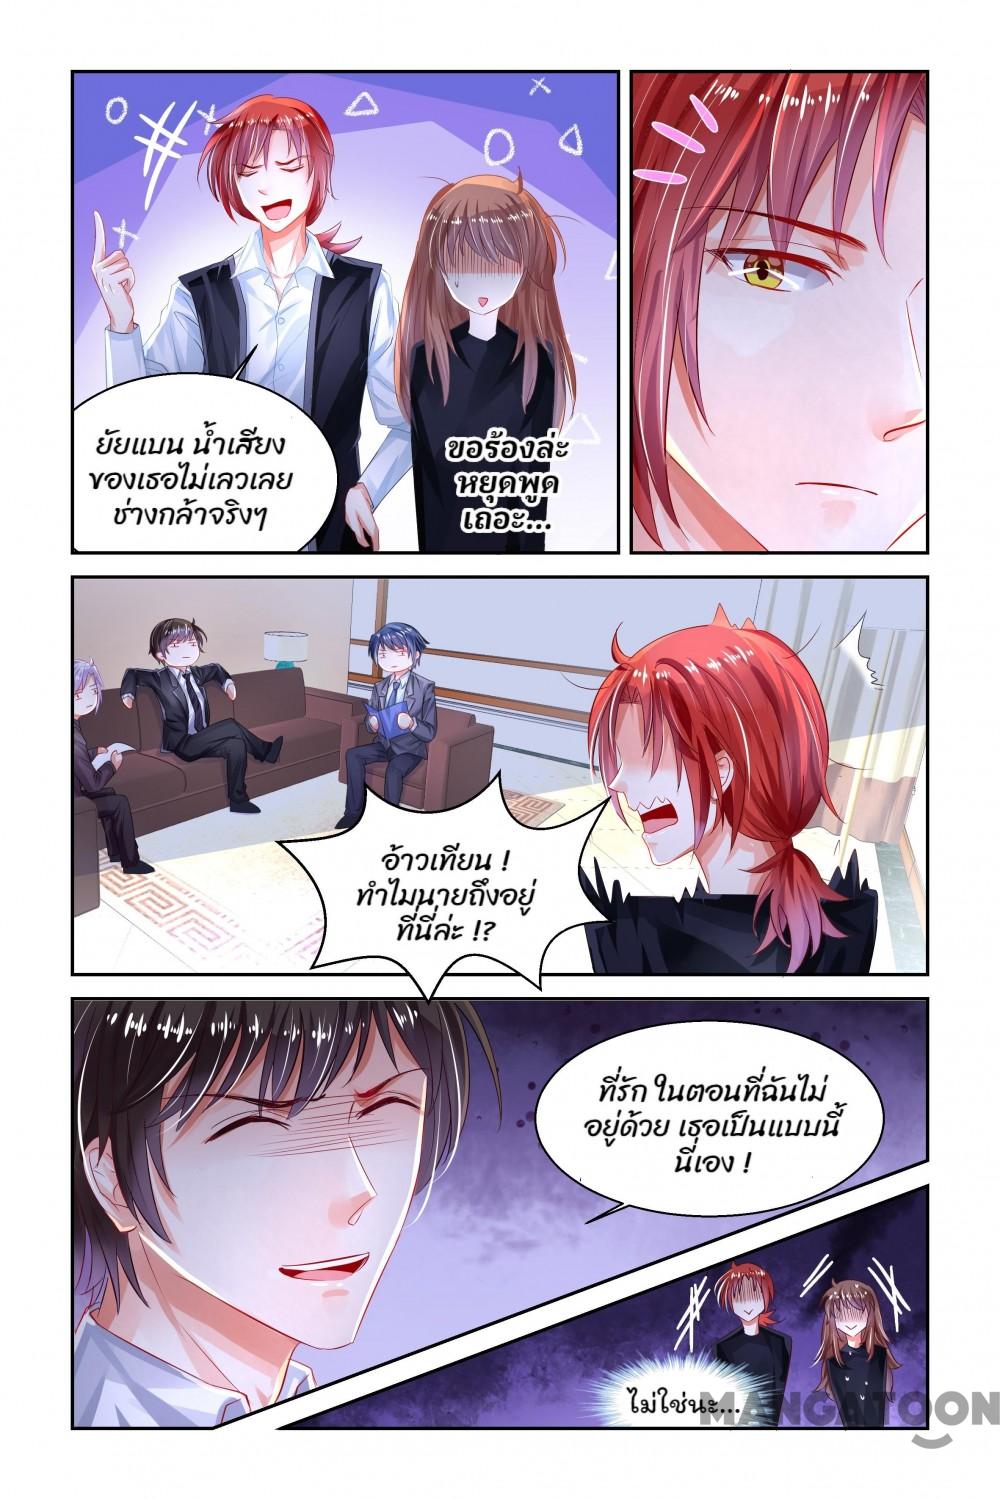 ยัยแบน น้ำเสียง
ของเธอไม่เลวเลย
ช่างกล้าจริงๆ
ขอร้องล่ะ
หยุดพูด
เถอะ...
อ้าวเทียน !
ทำไมนายถึงอยู่
ที่นี่ล่ะ !?
ที่รัก ในตอนที่ฉันไม่
อยู่ด้วย เธอเป็นแบบนี้
นี่เอง !
ไม่ใช่นะ...
MANGATOON